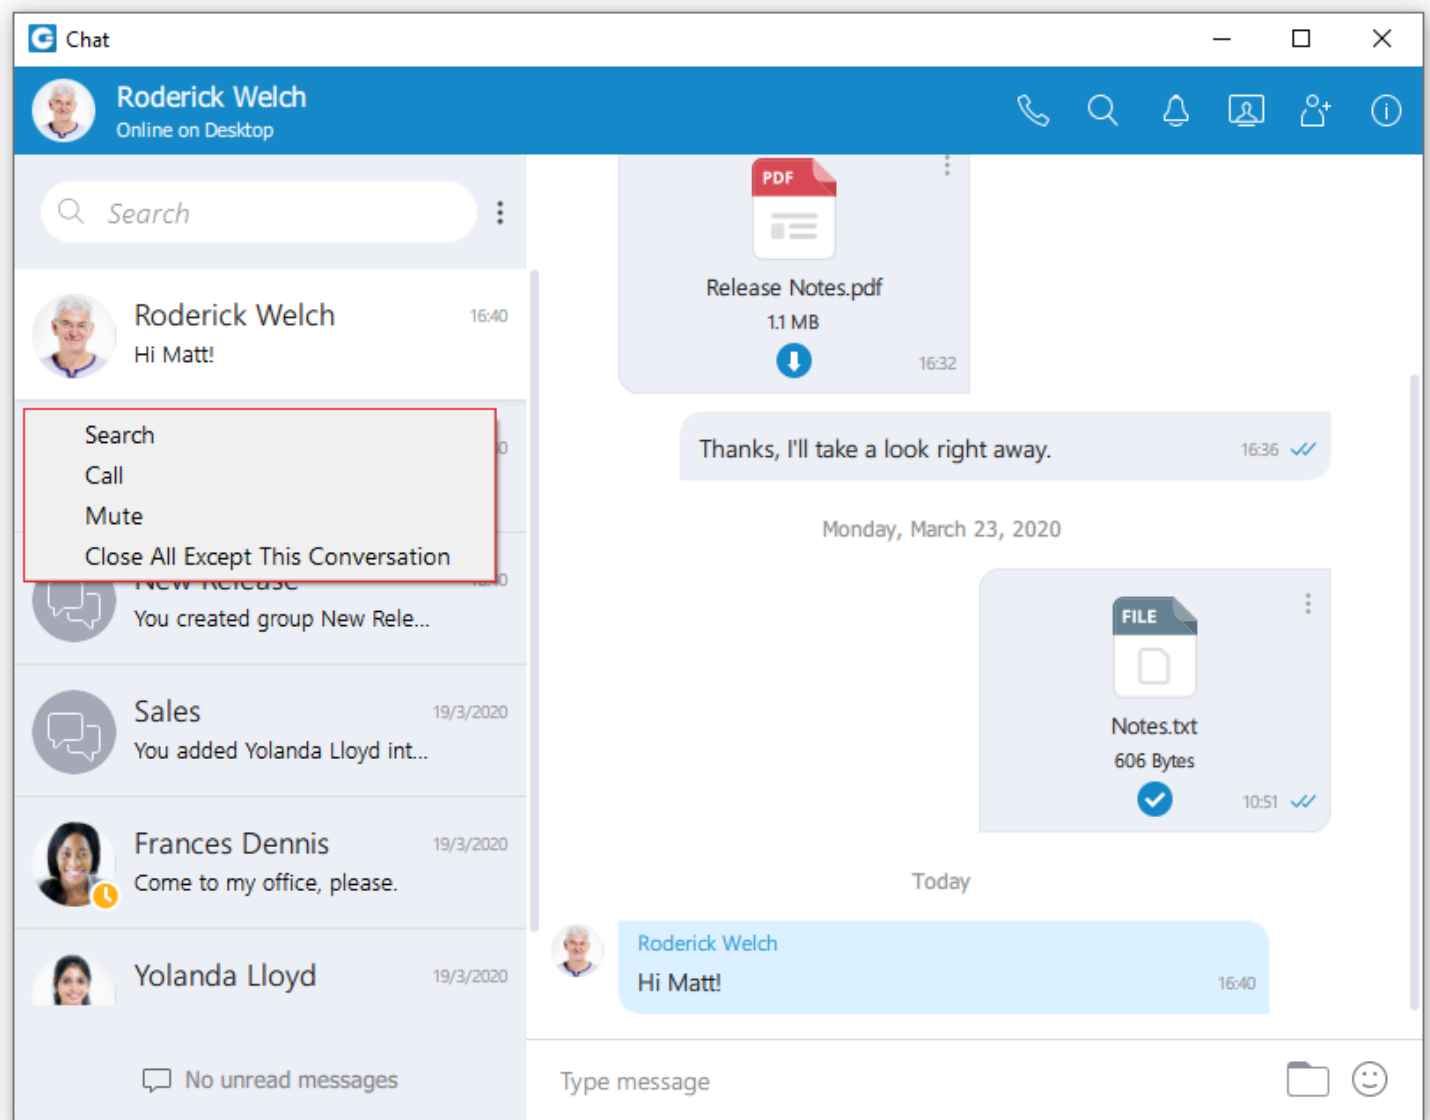 Chat
Roderick Welch
Online on Desktop
Search
Roderick Welch
16:40
Hi Matt!
Search
Call
Mute
Close All Except This Conversation
You created group New Rele...
Sales
19/3/2020
You added Yolanda Lloyd int...
Frances Dennis
19/3/2020
Come to my office, please.
Yolanda Lloyd
19/3/2020
No unread messages
PDF
Release Notes.pdf
1.1 MB
16:32
Thanks, I'll take a look right away.
16:36
Monday, March 23, 2020
FILE
Notes.txt
606 Bytes
10:51
Today
Roderick Welch
Hi Matt!
16:40
Type message